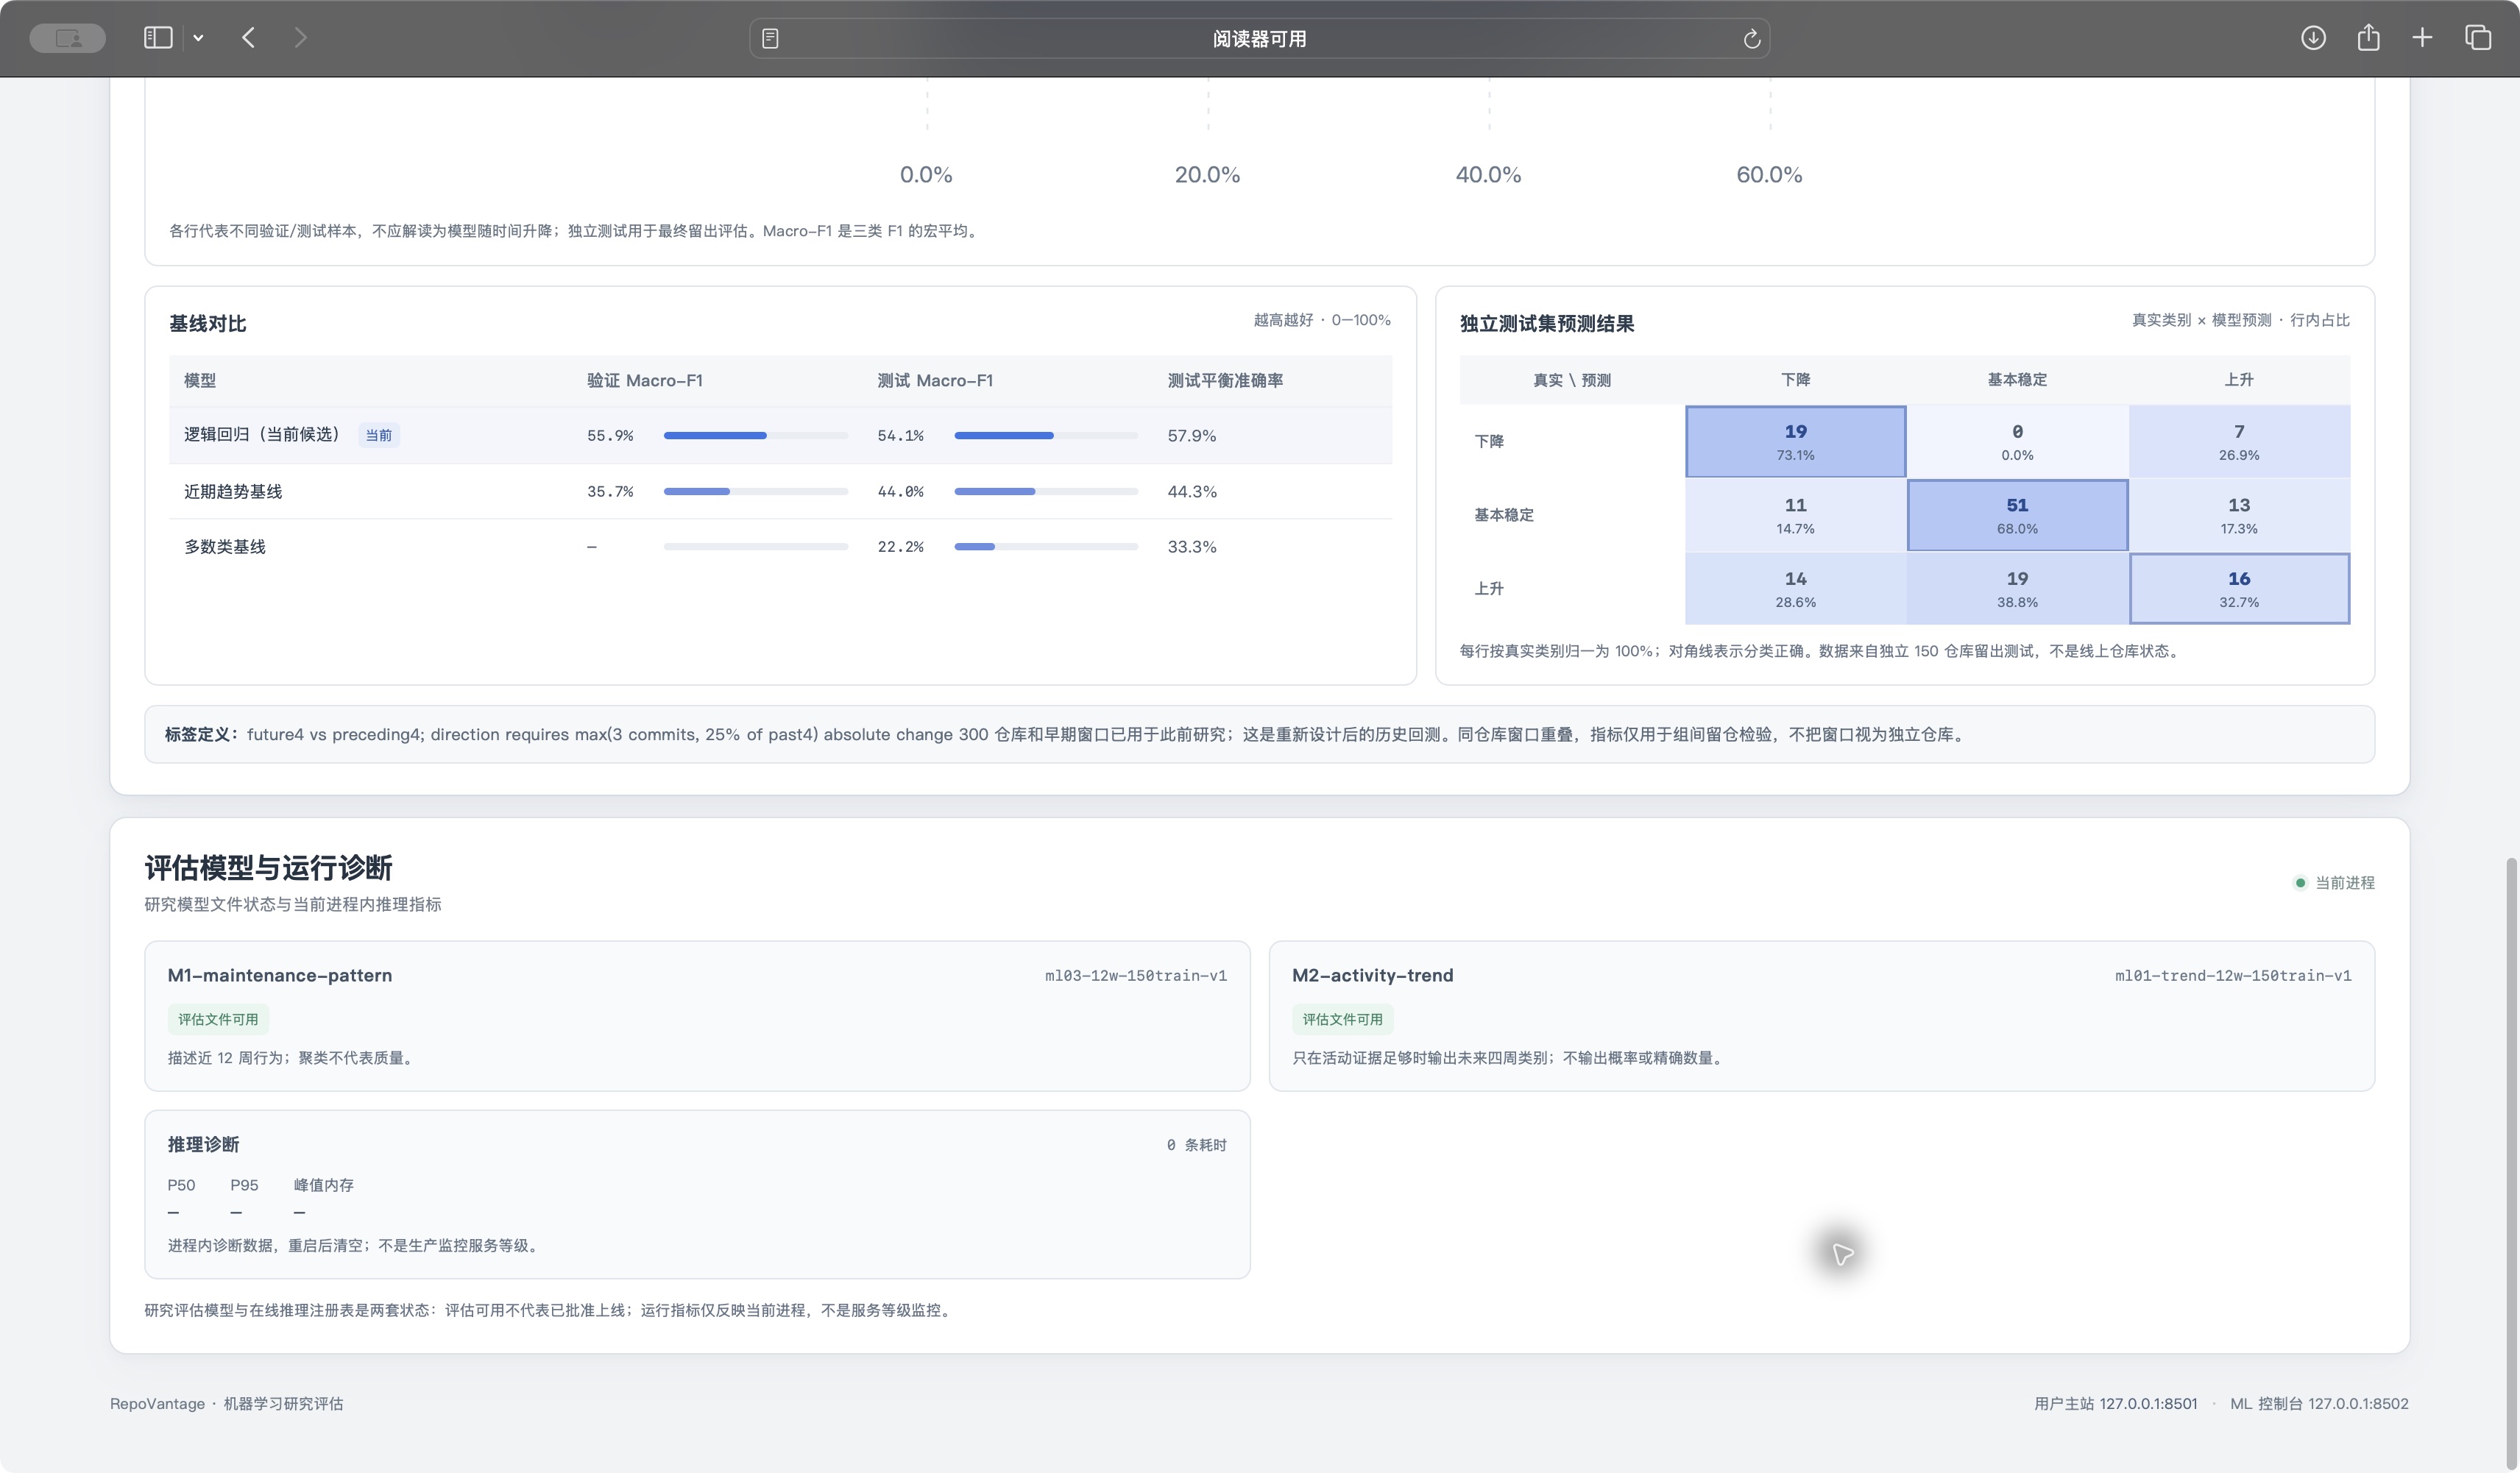 阅读器可用
0.0% 20.0% 40.0% 60.0%
各行代表不同验证/测试样本，不应解读为模型随时间升降；独立测试用于最终留出评估。Macro-F1 是三类 F1 的宏平均。
基线对比 越高越好 · 0—100%
模型 验证 Macro-F1 测试 Macro-F1 测试平衡准确率
逻辑回归（当前候选） 当前 55.9% 54.1% 57.9%
近期趋势基线 35.7% 44.0% 44.3%
多数类基线 — 22.2% 33.3%
独立测试集预测结果 真实类别 × 模型预测 · 行内占比
真实 \ 预测 下降 基本稳定 上升
下降 19 0 7
73.1% 0.0% 26.9%
基本稳定 11 51 13
14.7% 68.0% 17.3%
上升 14 19 16
28.6% 38.8% 32.7%
每行按真实类别归一为 100%；对角线表示分类正确。数据来自独立 150 仓库留出测试，不是线上仓库状态。
标签定义：future4 vs preceding4; direction requires max(3 commits, 25% of past4) absolute change 300 仓库和早期窗口已用于此前研究；这是重新设计后的历史回测。同仓库窗口重叠，指标仅用于组间留仓检验，不把窗口视为独立仓库。
评估模型与运行诊断
研究模型文件状态与当前进程内推理指标
当前进程
M1-maintenance-pattern ml03-12w-150train-v1
评估文件可用
描述近 12 周行为；聚类不代表质量。
M2-activity-trend ml01-trend-12w-150train-v1
评估文件可用
只在活动证据足够时输出未来四周类别；不输出概率或精确数量。
推理诊断 0 条耗时
P50 P95 峰值内存
— — —
进程内诊断数据，重启后清空；不是生产监控服务等级。
研究评估模型与在线推理注册表是两套状态：评估可用不代表已批准上线；运行指标仅反映当前进程，不是服务等级监控。
RepoVantage · 机器学习研究评估
用户主站 127.0.0.1:8501 · ML 控制台 127.0.0.1:8502